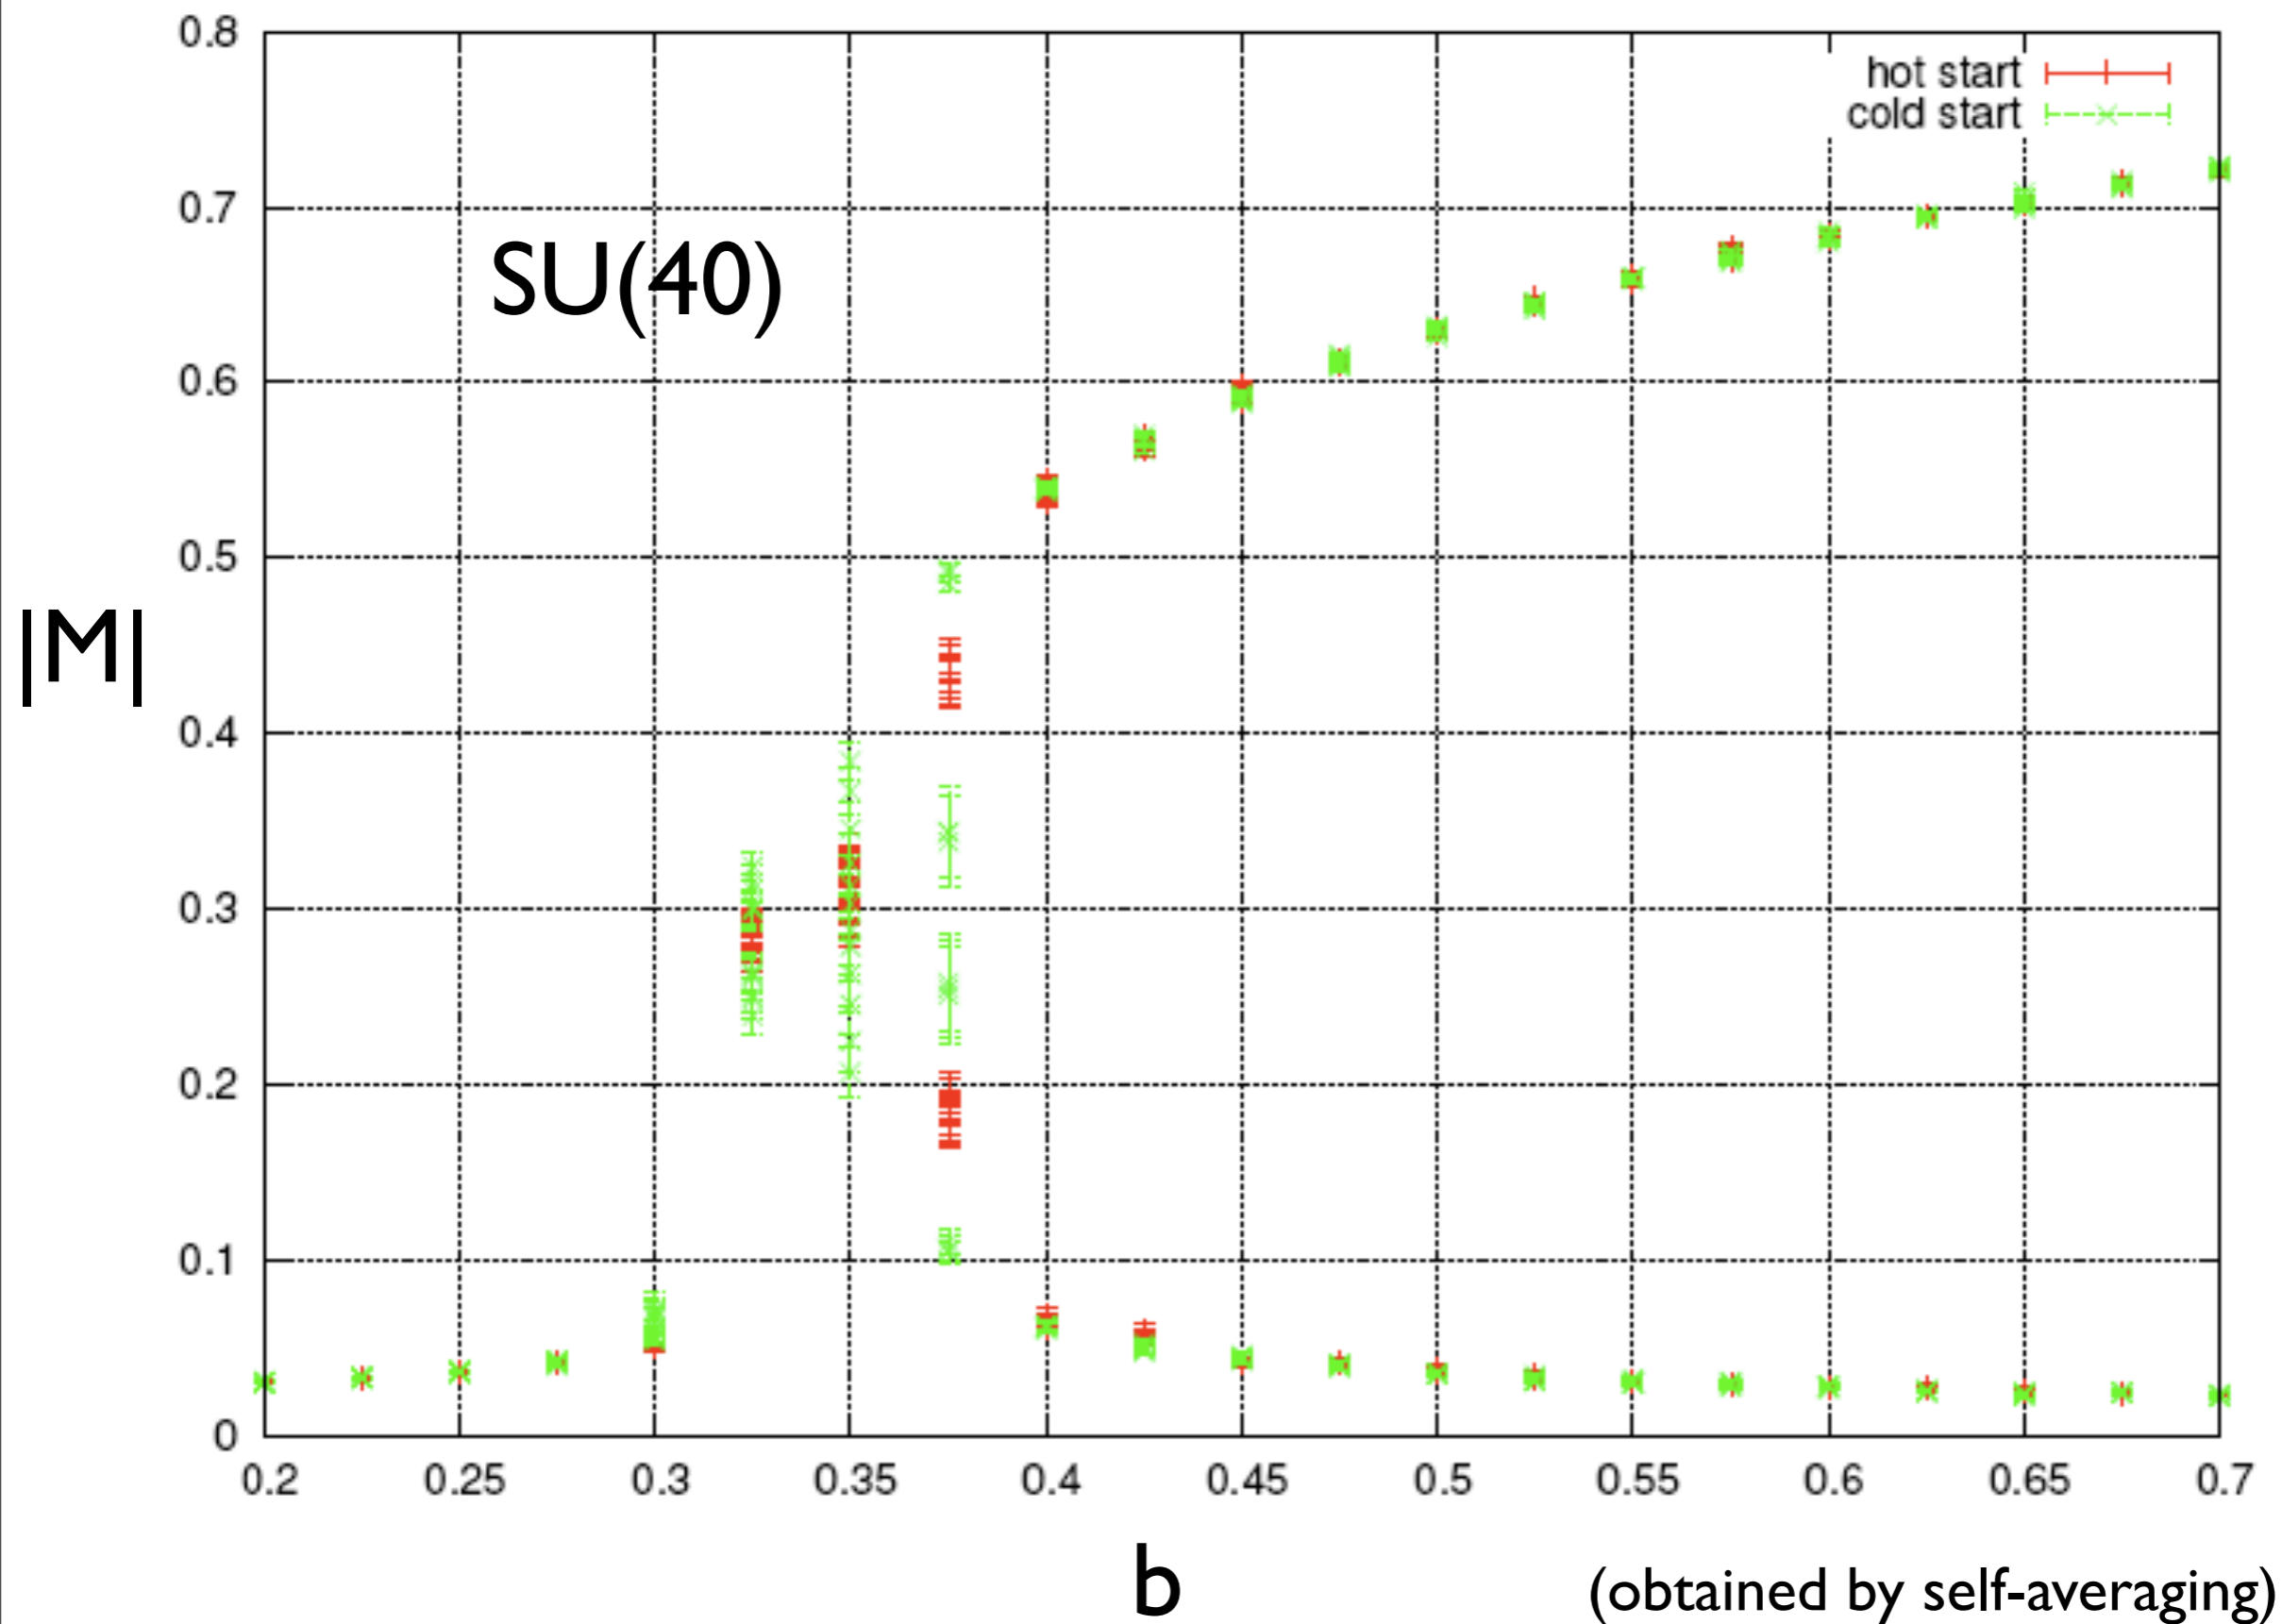 0.8
hot start
cold start
0.7
SU(40)
0.6
0.5
|M|
0.4
0.3
0.2
0.1
0
0.2 0.25 0.3 0.35 0.4 0.45 0.5 0.55 0.6 0.65 0.7
b
(obtained by self-averaging)